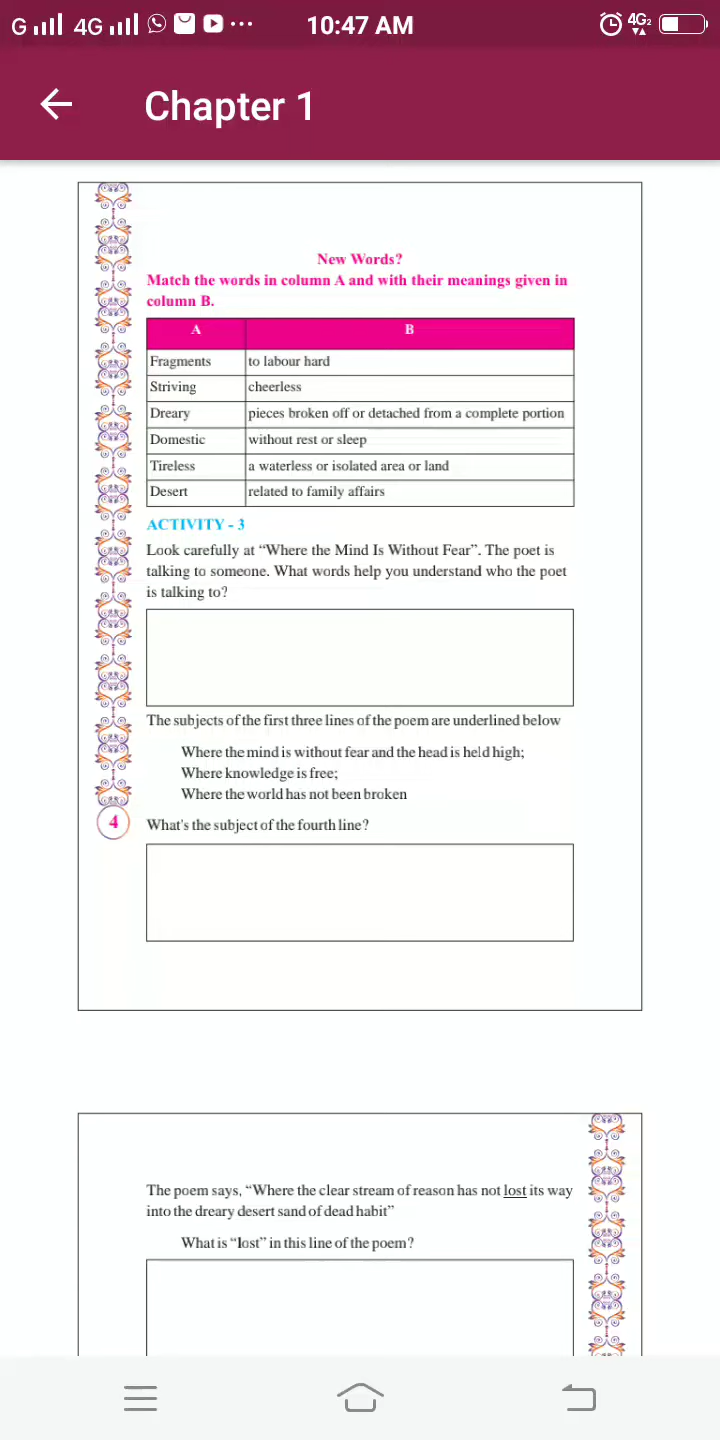 G 4G 10:47 AM 4G2
Chapter 1
New Words?
Match the words in column A and with their meanings given in
column B.
A B
Fragments to labour hard
Striving cheerless
Dreary pieces broken off or detached from a complete portion
Domestic without rest or sleep
Tireless a waterless or isolated area or land
Desert related to family affairs
ACTIVITY - 3
Look carefully at “Where the Mind Is Without Fear”. The poet is
talking to someone. What words help you understand who the poet
is talking to?
The subjects of the first three lines of the poem are underlined below
Where the mind is without fear and the head is held high;
Where knowledge is free;
Where the world has not been broken
4 What's the subject of the fourth line?
The poem says, “Where the clear stream of reason has not lost its way
into the dreary desert sand of dead habit”
What is “lost” in this line of the poem?